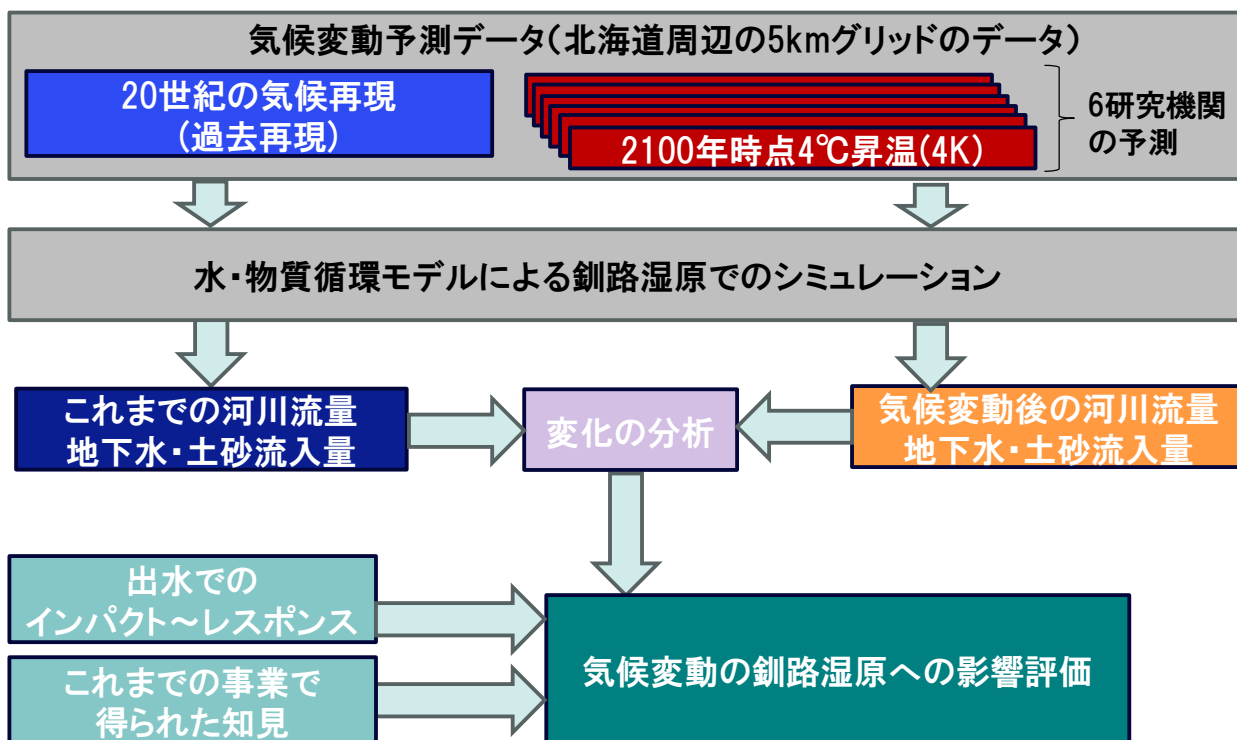 気候変動予測データ(北海道周辺の5kmグリッドのデータ)
20世紀の気候再現
(過去再現)
2100年時点4℃昇温(4K)
6研究機関
の予測
水・物質循環モデルによる釧路湿原でのシミュレーション
これまでの河川流量
地下水・土砂流入量
変化の分析
気候変動後の河川流量
地下水・土砂流入量
出水での
インパクト～レスポンス
これまでの事業で
得られた知見
気候変動の釧路湿原への影響評価